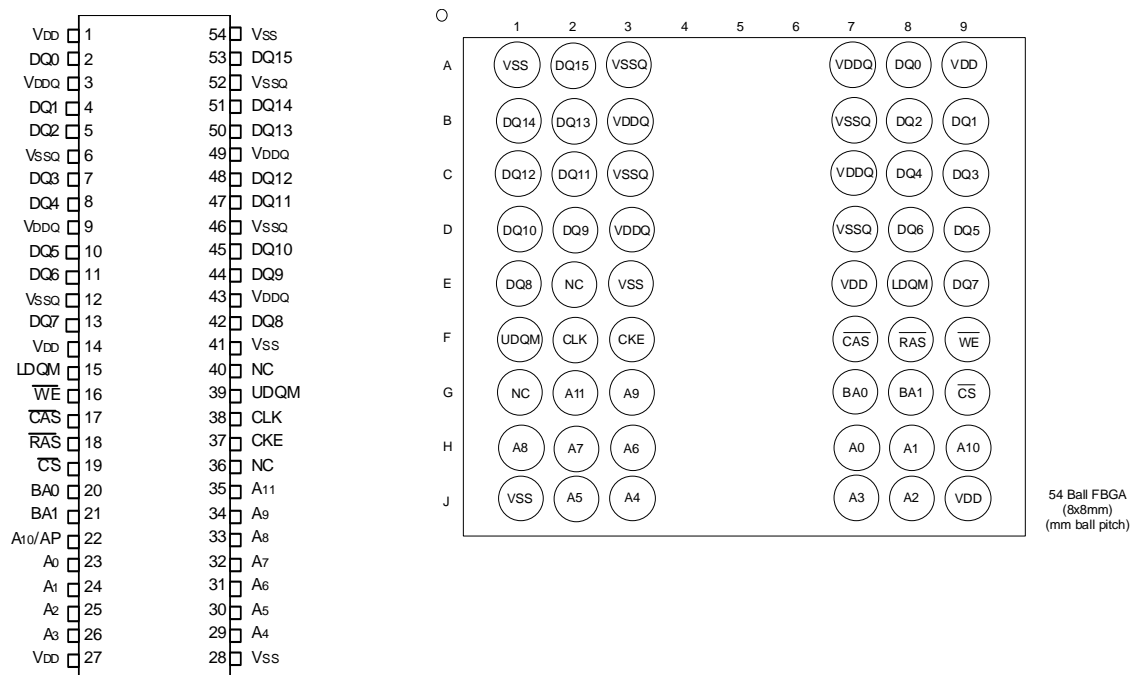 VDD 1 54 VSS
DQ0 2 53 DQ15
VDDQ 3 52 VSSQ
DQ1 4 51 DQ14
DQ2 5 50 DQ13
VSSQ 6 49 VDDQ
DQ3 7 48 DQ12
DQ4 8 47 DQ11
VDDQ 9 46 VSSQ
DQ5 10 45 DQ10
DQ6 11 44 DQ9
VSSQ 12 43 VDDQ
DQ7 13 42 DQ8
VDD 14 41 VSS
LDQM 15 40 NC
WE 16 39 UDQM
CAS 17 38 CLK
RAS 18 37 CKE
CS 19 36 NC
BA0 20 35 A11
BA1 21 34 A9
A10/AP 22 33 A8
A0 23 32 A7
A1 24 31 A6
A2 25 30 A5
A3 26 29 A4
VDD 27 28 VSS
1 2 3 4 5 6 7 8 9
A VSS DQ15 VSSQ VDDQ DQ0 VDD
B DQ14 DQ13 VDDQ VSSQ DQ2 DQ1
C DQ12 DQ11 VSSQ VDDQ DQ4 DQ3
D DQ10 DQ9 VDDQ VSSQ DQ6 DQ5
E DQ8 NC VSS VDD LDQM DQ7
F UDQM CLK CKE CAS RAS WE
G NC A11 A9 BA0 BA1 CS
H A8 A7 A6 A0 A1 A10
J VSS A5 A4 A3 A2 VDD
54 Ball FBGA
(8x8mm)
(mm ball pitch)